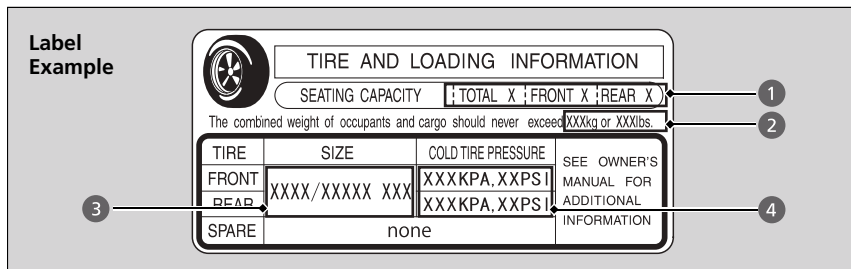 Label
Example
TIRE AND LOADING INFORMATION
SEATING CAPACITY TOTAL X FRONT X REAR X
1
The combined weight of occupants and cargo should never exceed XXXkg or XXXlbs.
2
TIRE SIZE COLD TIRE PRESSURE SEE OWNER'S MANUAL FOR ADDITIONAL INFORMATION
FRONT XXXX/XXXXX XXX XXXKPA,XXPSI
REAR XXXKPA,XXPSI
3
4
SPARE none